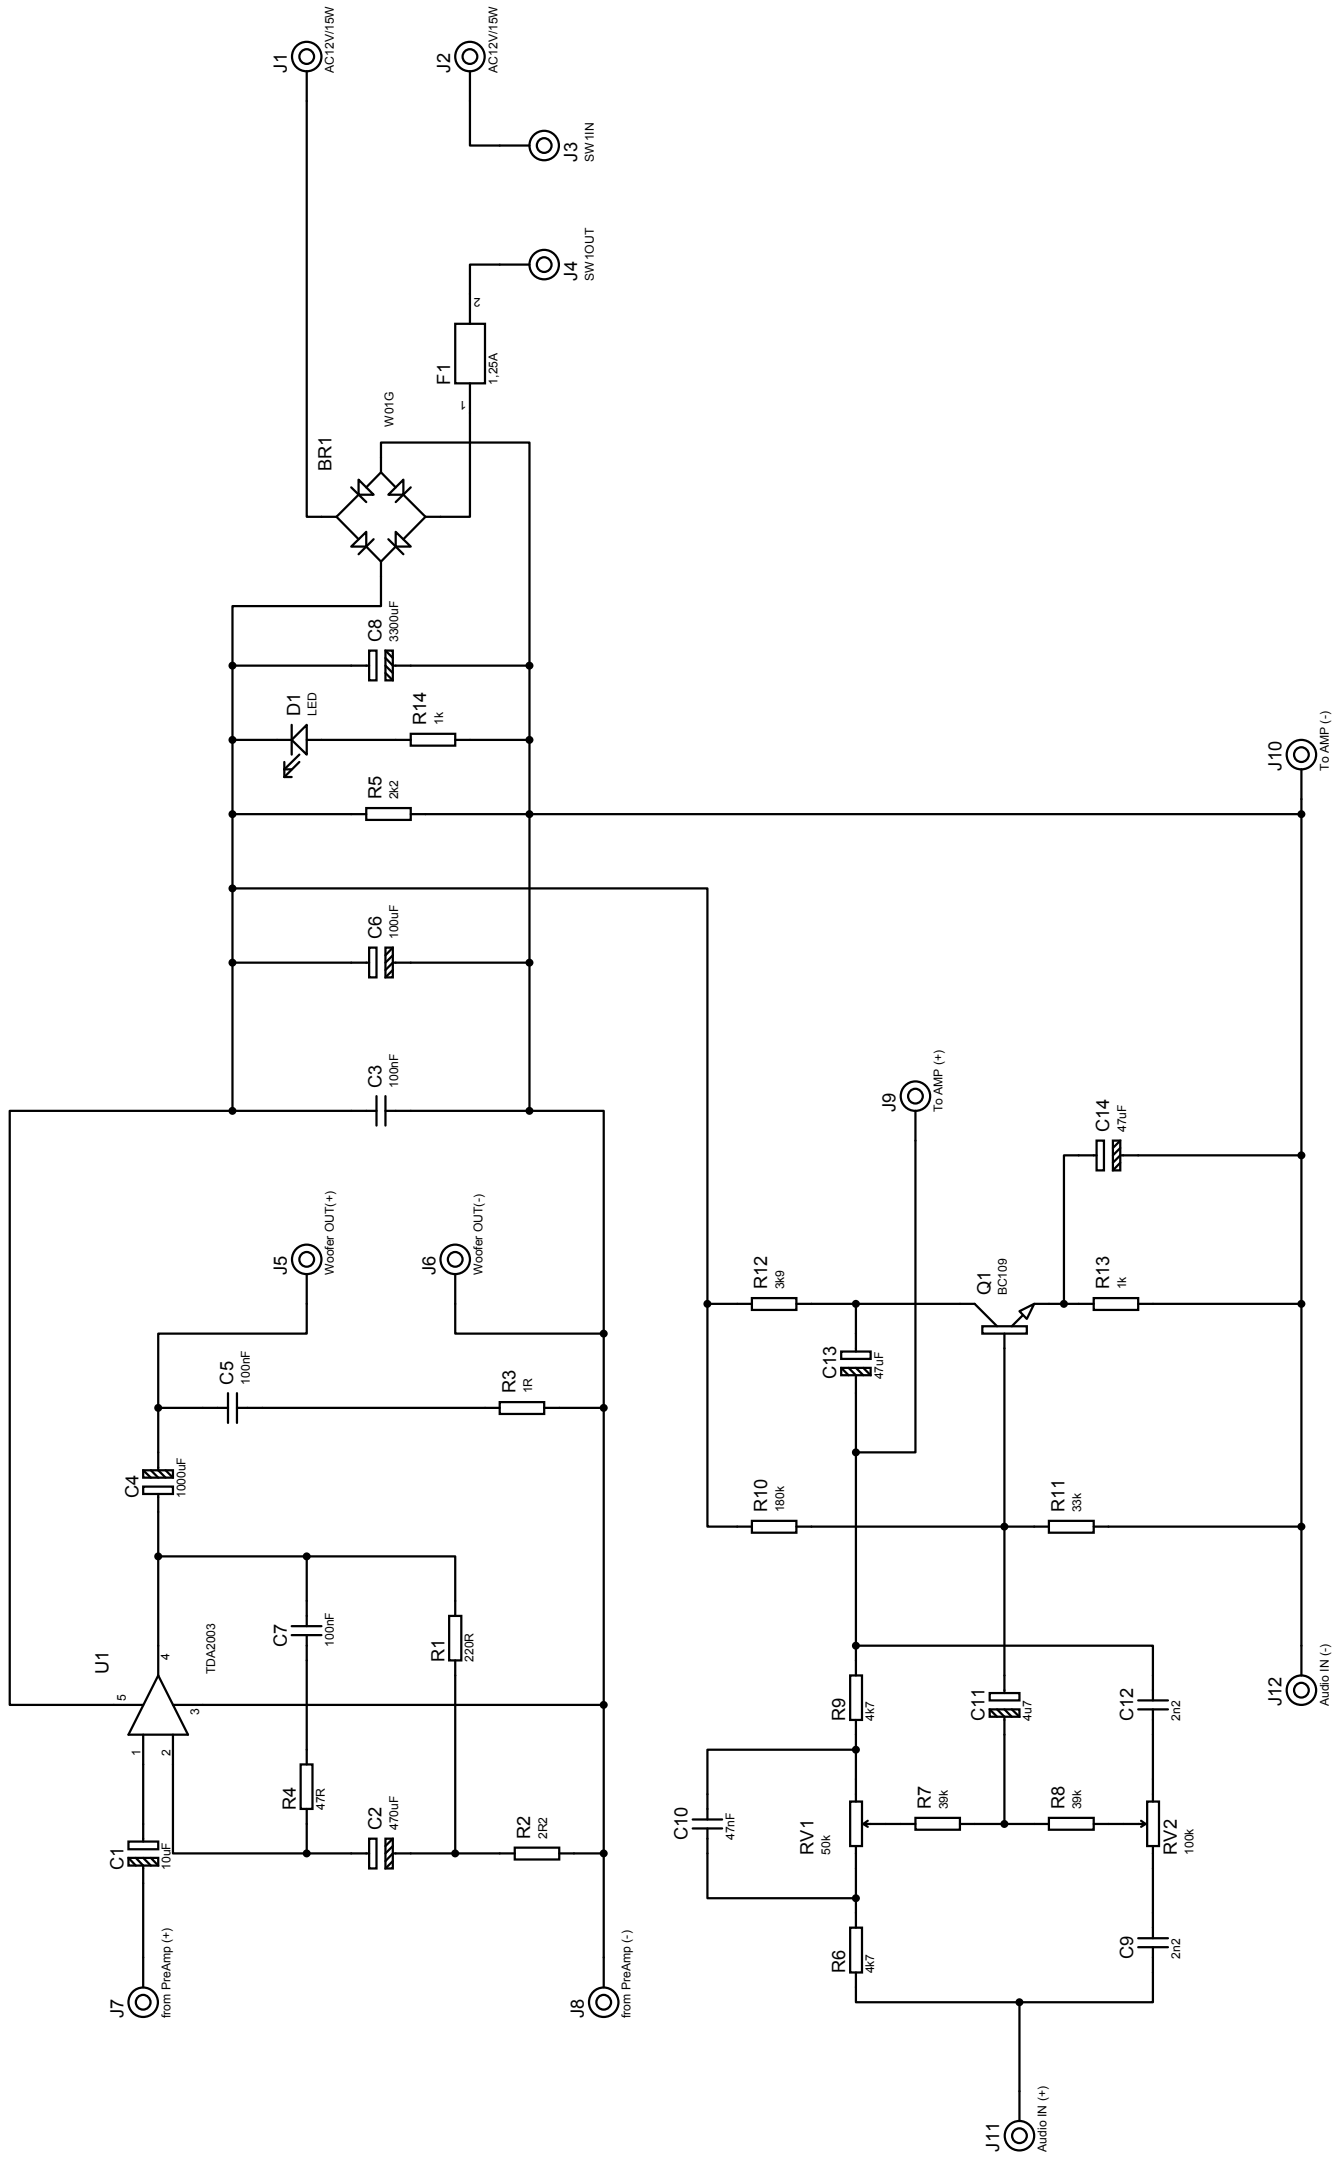 J1
AC12V/15W
J2
AC12V/15W
J3
SW1IN
J4
SW1OUT
F1
1,25A
1
2
BR1
W01G
C8
3300uF
D1
LED
R14
1k
R5
2k2
C6
100uF
C3
100nF
J5
Woofer OUT(+)
J6
Woofer OUT(-)
C5
100nF
R3
1R
C4
1000uF
U1
TDA2003
1
2
3
4
5
C7
100nF
R1
220R
R4
47R
C2
470uF
R2
2R2
C1
10uF
J7
from PreAmp (+)
J8
from PreAmp (-)
J10
To AMP (-)
J9
To AMP (+)
C14
47uF
R12
3k9
Q1
BC109
R13
1k
C13
47uF
R10
180k
R11
33k
R9
4k7
C11
4u7
C12
2n2
J12
Audio IN (-)
C10
47nF
RV1
50k
R7
39k
R8
39k
RV2
100k
R6
4k7
C9
2n2
J11
Audio IN (+)